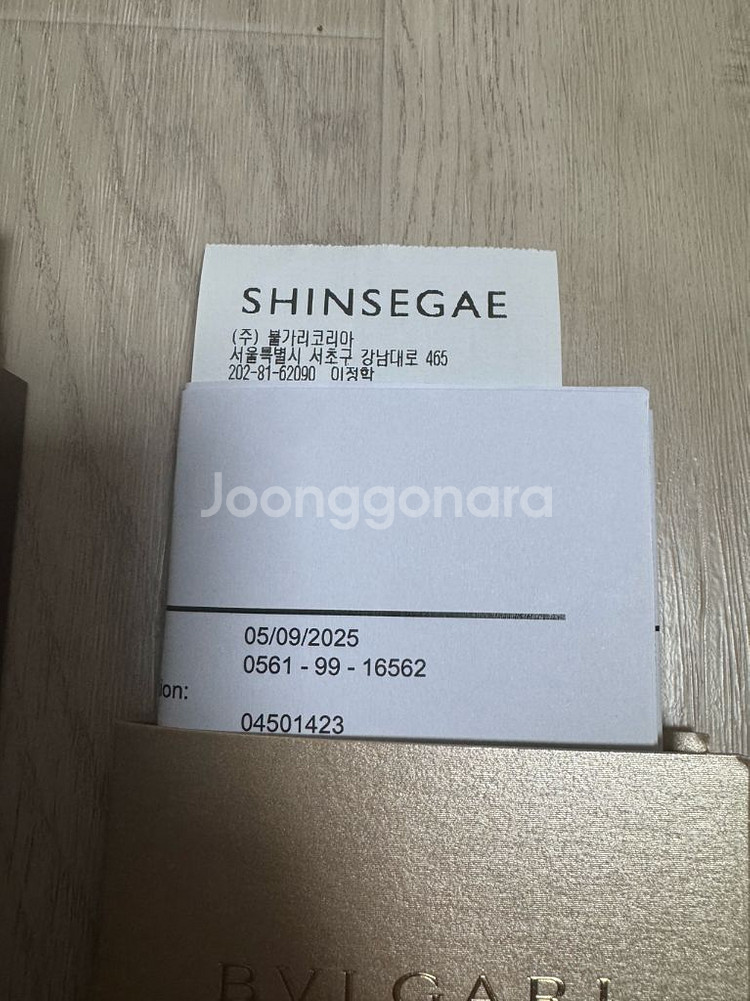 SHINSEGAE
(주) 불가리코리아
서울특별시 서초구 강남대로 465
202-81-62090 이정학
Joonggonara
05/09/2025
0561 - 99 - 16562
ion:
04501423
BVLGARI